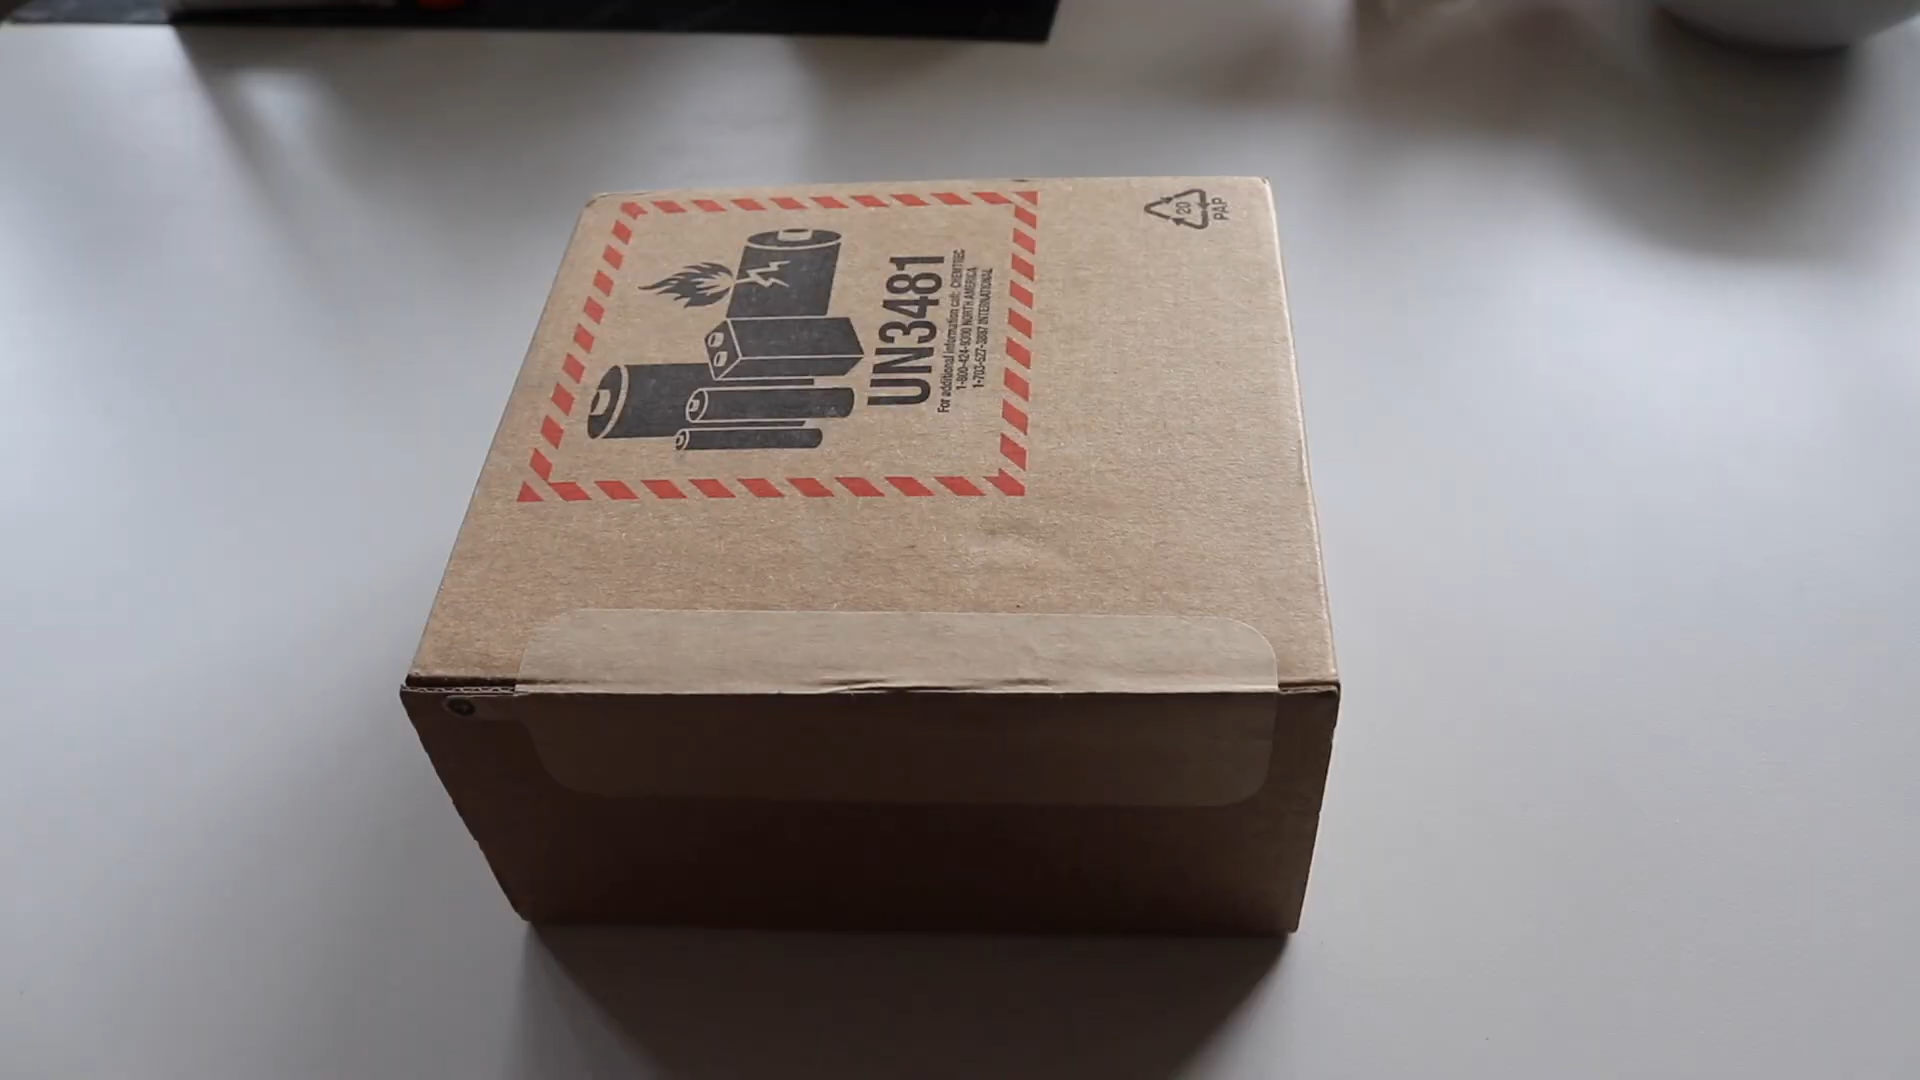 UN3481
For additional information call: CHEMTREC
1-800-424-9300 NORTH AMERICA
1-703-527-3887 INTERNATIONAL
20
PAP